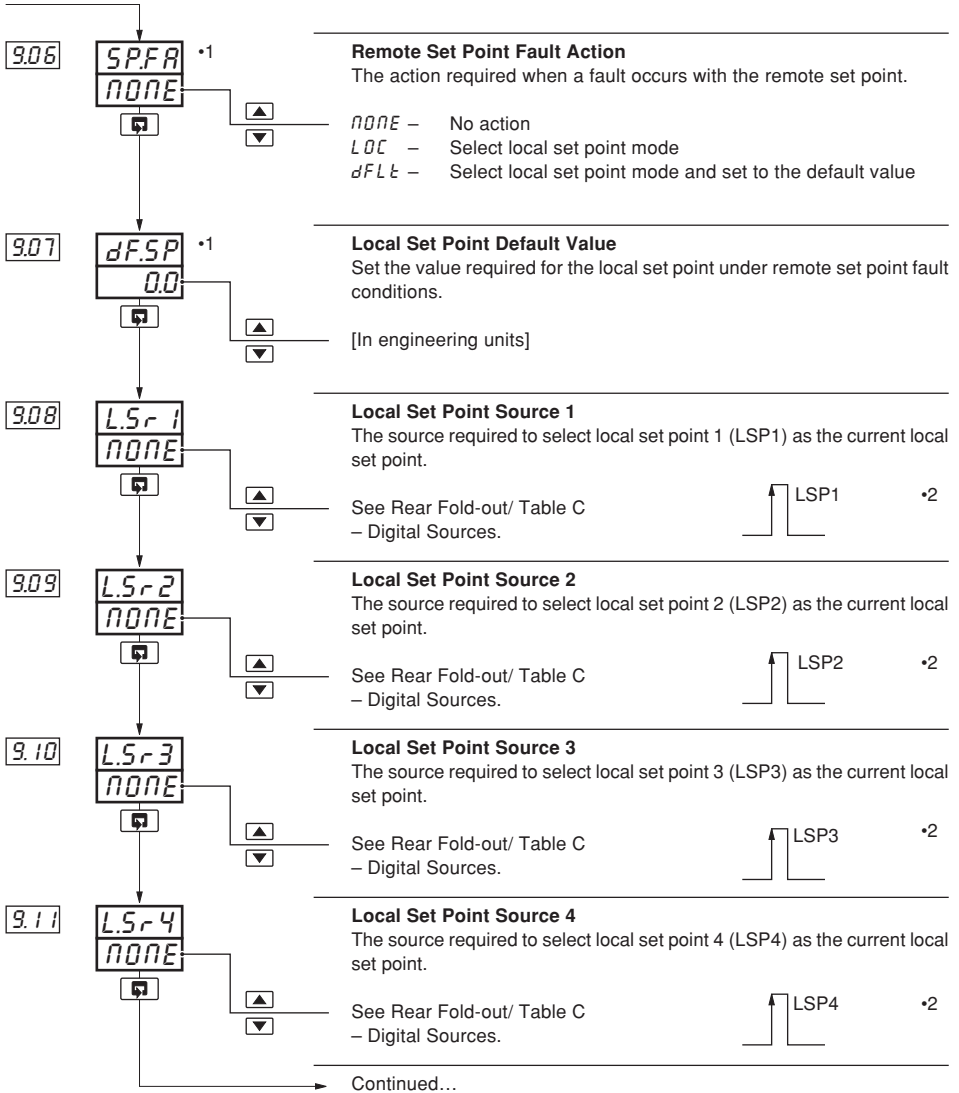 9.06
SP.FA
NONE
•1
Remote Set Point Fault Action
The action required when a fault occurs with the remote set point.
NONE – No action
LOC – Select local set point mode
dFLt – Select local set point mode and set to the default value
9.07
dF.SP
0.0
•1
Local Set Point Default Value
Set the value required for the local set point under remote set point fault
conditions.
[In engineering units]
9.08
L.Sr1
NONE
Local Set Point Source 1
The source required to select local set point 1 (LSP1) as the current local
set point.
See Rear Fold-out/ Table C
– Digital Sources.
LSP1
•2
9.09
L.Sr2
NONE
Local Set Point Source 2
The source required to select local set point 2 (LSP2) as the current local
set point.
See Rear Fold-out/ Table C
– Digital Sources.
LSP2
•2
9.10
L.Sr3
NONE
Local Set Point Source 3
The source required to select local set point 3 (LSP3) as the current local
set point.
See Rear Fold-out/ Table C
– Digital Sources.
LSP3
•2
9.11
L.Sr4
NONE
Local Set Point Source 4
The source required to select local set point 4 (LSP4) as the current local
set point.
See Rear Fold-out/ Table C
– Digital Sources.
LSP4
•2
Continued…